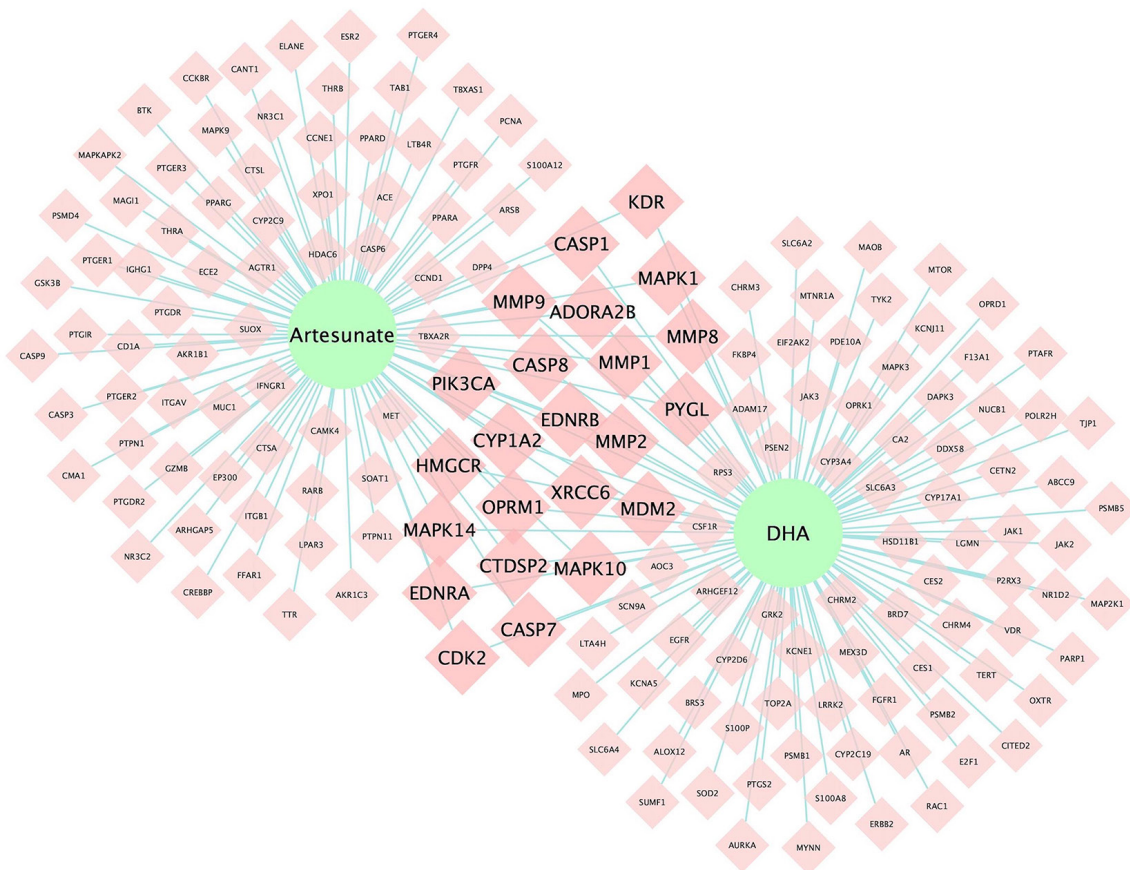 ESR2
PTGER4
ELANE
CANT1
CCKBR
THRB
TAB1
TBXAS1
BTK
NR3C1
PCNA
MAPK9
CCNE1
PPARD
LTB4R
MAPKAPK2
PTGER3
CTSL
PTGFR
S100A12
MAGI1
PPARG
XPO1
ACE
KDR
PSMD4
THRA
CYP2C9
PPARA
ARSB
CASP1
SLC6A2
MAOB
PTGER1
IGHG1
ECE2
AGTR1
HDAC6
CASP6
CCND1
DPP4
MAPK1
CHRM3
MTNR1A
TYK2
MTOR
GSK3B
PTGDR
MMP9
ADORA2B
OPRD1
PTGIR
CD1A
SUOX
Artesunate
TBXA2R
MMP8
EIF2AK2
PDE10A
KCNJ11
CASP9
AKR1B1
CASP8
MMP1
FKBP4
MAPK3
F13A1
PTAFR
IFNGR1
PIK3CA
JAK3
DAPK3
CASP3
PTGER2
ITGAV
MUC1
MET
EDNRB
PYGL
ADAM17
OPRK1
NUCB1
POLR2H
TJP1
PTPN1
CTSA
CAMK4
CYP1A2
MMP2
PSEN2
CA2
DDX58
CMA1
GZMB
EP300
SOAT1
HMGCR
RPS3
CYP3A4
SLC6A3
CETN2
ABCC9
PTGDR2
RARB
XRCC6
CYP17A1
ARHGAP5
ITGB1
OPRM1
MDM2
PSMB5
NR3C2
LPAR3
PTPN11
MAPK14
CSF1R
DHA
HSD11B1
LGMN
JAK1
JAK2
FFAR1
CTDSP2
MAPK10
AOC3
CREBBP
AKR1C3
EDNRA
SCN9A
ARHGEF12
CES2
P2RX3
NR1D2
MAP2K1
TTR
CASP7
LTA4H
EGFR
GRK2
CHRM2
BRD7
CHRM4
VDR
CDK2
CYP2D6
KCNE1
MEX3D
CES1
PARP1
MPO
KCNA5
TERT
BRS3
TOP2A
LRRK2
FGFR1
OXTR
S100P
PSMB2
SLC6A4
ALOX12
PSMB1
CYP2C19
AR
CITED2
E2F1
SUMF1
SOD2
PTGS2
S100A8
RAC1
ERBB2
AURKA
MYNN